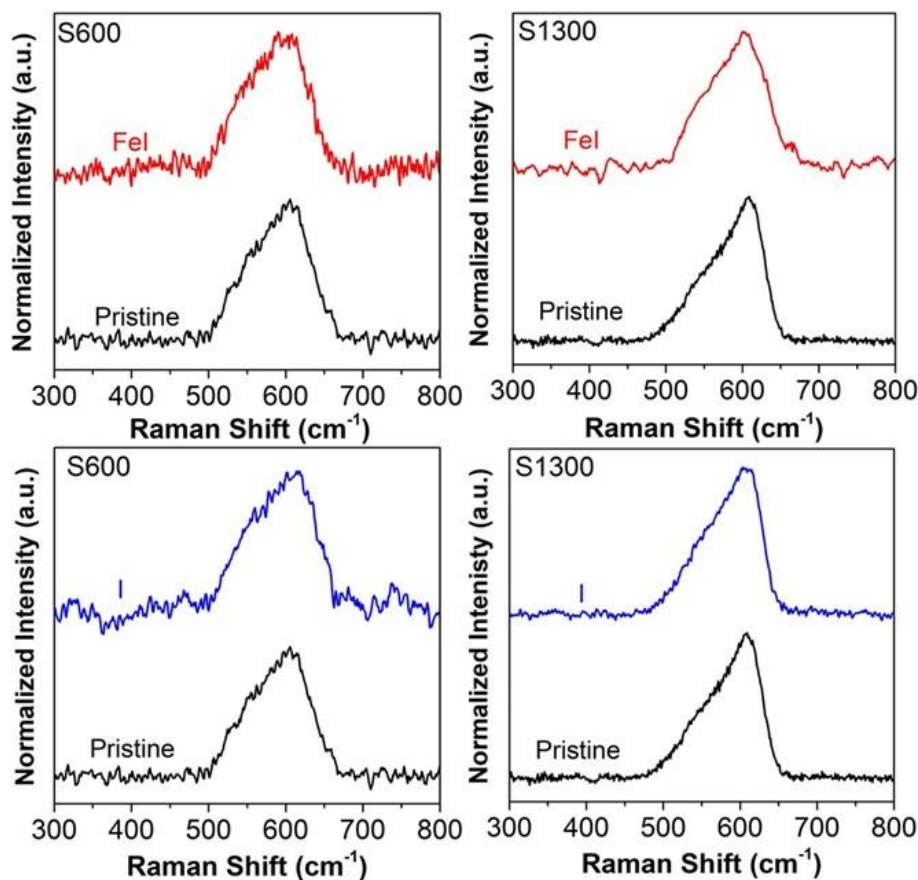 S600
Normalized Intensity (a.u.)
FeI
Pristine
300 400 500 600 700 800
Raman Shift (cm⁻¹)
S1300
Normalized Intensity (a.u.)
FeI
Pristine
300 400 500 600 700 800
Raman Shift (cm⁻¹)
S600
Normalized Intensity (a.u.)
I
Pristine
300 400 500 600 700 800
Raman Shift (cm⁻¹)
S1300
Normalized Intenisty (a.u.)
I
Pristine
300 400 500 600 700 800
Raman Shift (cm⁻¹)